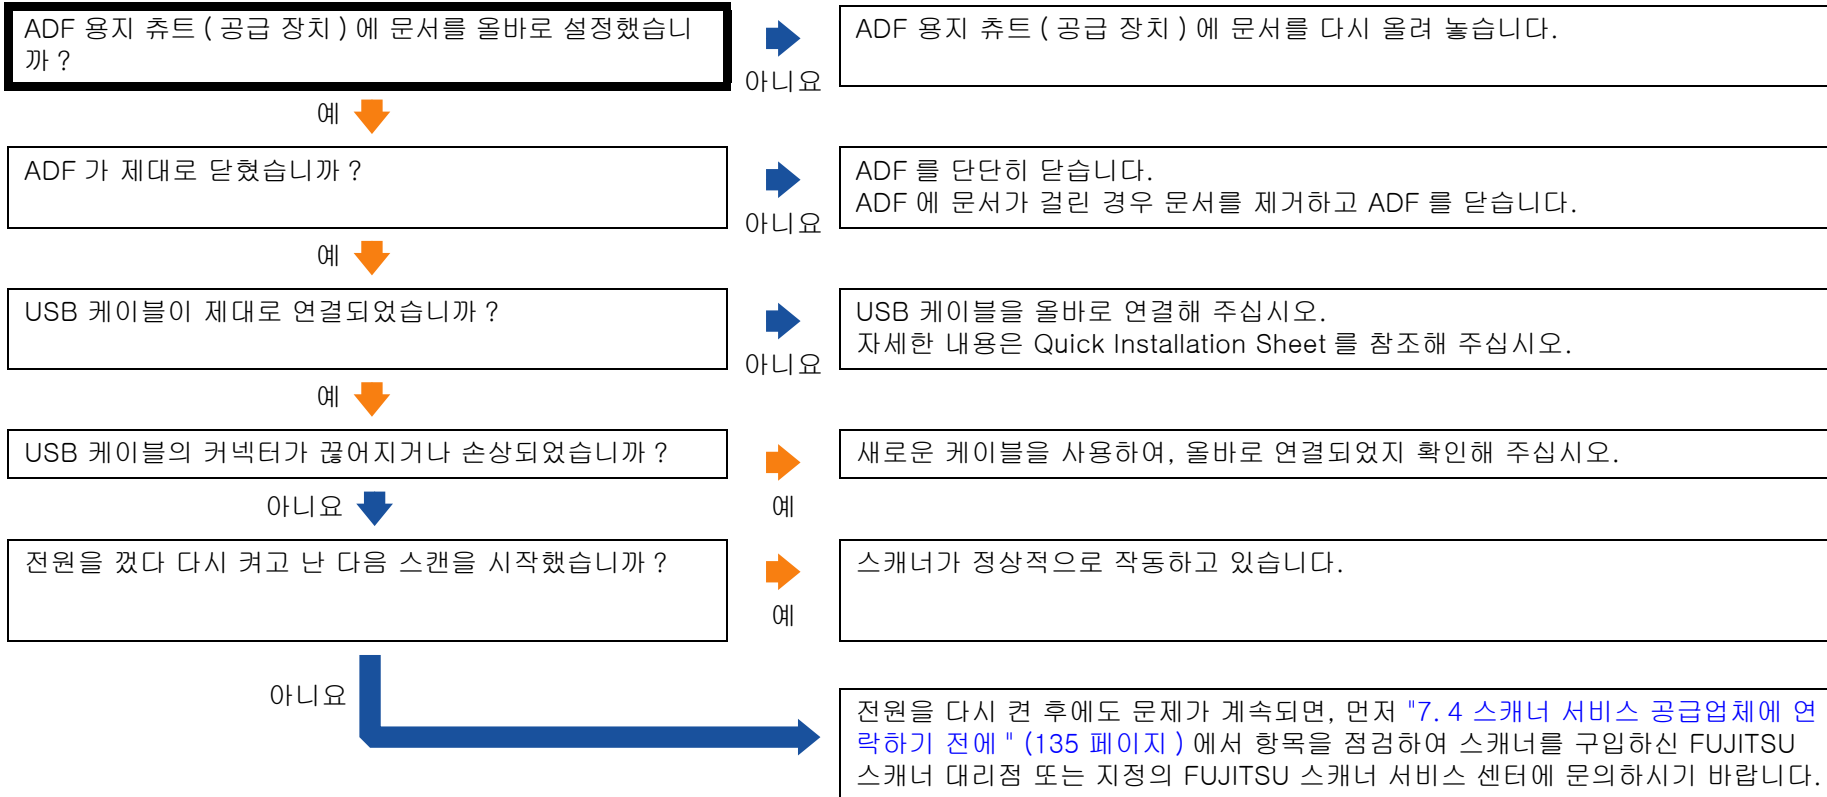 ADF 용지 츄트 ( 공급 장치 ) 에 문서를 올바로 설정했습니
까 ?
아니요
ADF 용지 츄트 ( 공급 장치 ) 에 문서를 다시 올려 놓습니다.
예
ADF 가 제대로 닫혔습니까 ?
아니요
ADF 를 단단히 닫습니다.
ADF 에 문서가 걸린 경우 문서를 제거하고 ADF 를 닫습니다.
예
USB 케이블이 제대로 연결되었습니까 ?
아니요
USB 케이블을 올바로 연결해 주십시오.
자세한 내용은 Quick Installation Sheet 를 참조해 주십시오.
예
USB 케이블의 커넥터가 끊어지거나 손상되었습니까 ?
예
새로운 케이블을 사용하여, 올바로 연결되었지 확인해 주십시오.
아니요
전원을 껐다 다시 켜고 난 다음 스캔을 시작했습니까 ?
예
스캐너가 정상적으로 작동하고 있습니다.
아니요
전원을 다시 켠 후에도 문제가 계속되면, 먼저 "7. 4 스캐너 서비스 공급업체에 연
락하기 전에 " (135 페이지 ) 에서 항목을 점검하여 스캐너를 구입하신 FUJITSU
스캐너 대리점 또는 지정의 FUJITSU 스캐너 서비스 센터에 문의하시기 바랍니다.